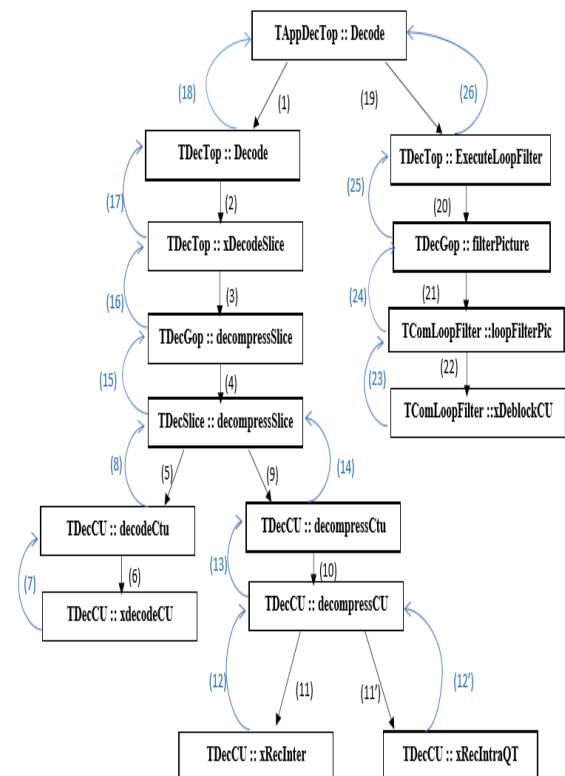 TAppDecTop :: Decode
(18)
(1)
(19)
(26)
TDecTop :: Decode
TDecTop :: ExecuteLoopFilter
(17)
(2)
(25)
(20)
TDecTop :: xDecodeSlice
TDecGop :: filterPicture
(16)
(3)
(24)
(21)
TDecGop :: decompressSlice
TComLoopFilter ::loopFilterPic
(15)
(4)
(23)
(22)
TDecSlice :: decompressSlice
TComLoopFilter ::xDeblockCU
(8)
(5)
(9)
(14)
TDecCU :: decodeCtu
TDecCU :: decompressCtu
(7)
(6)
(13)
(10)
TDecCU :: xdecodeCU
TDecCU :: decompressCU
(12)
(11)
(11')
(12')
TDecCU :: xRecInter
TDecCU :: xRecIntraQT